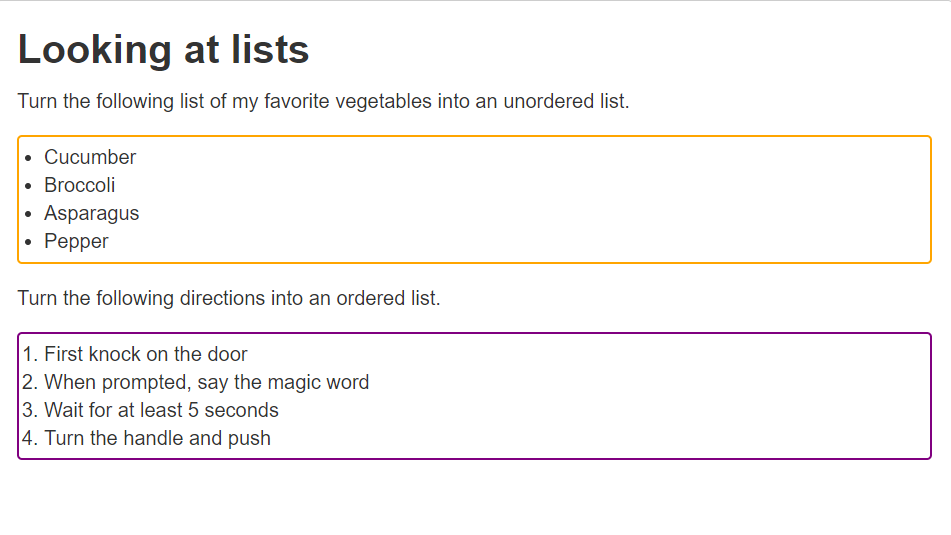 Looking at lists
Turn the following list of my favorite vegetables into an unordered list.
• Cucumber
• Broccoli
• Asparagus
• Pepper
Turn the following directions into an ordered list.
1. First knock on the door
2. When prompted, say the magic word
3. Wait for at least 5 seconds
4. Turn the handle and push